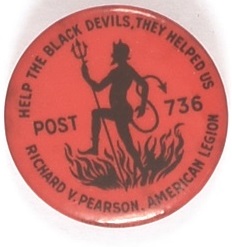 HELP THE BLACK DEVILS, THEY HELPED US
POST 736
RICHARD V. PEARSON. AMERICAN LEGION